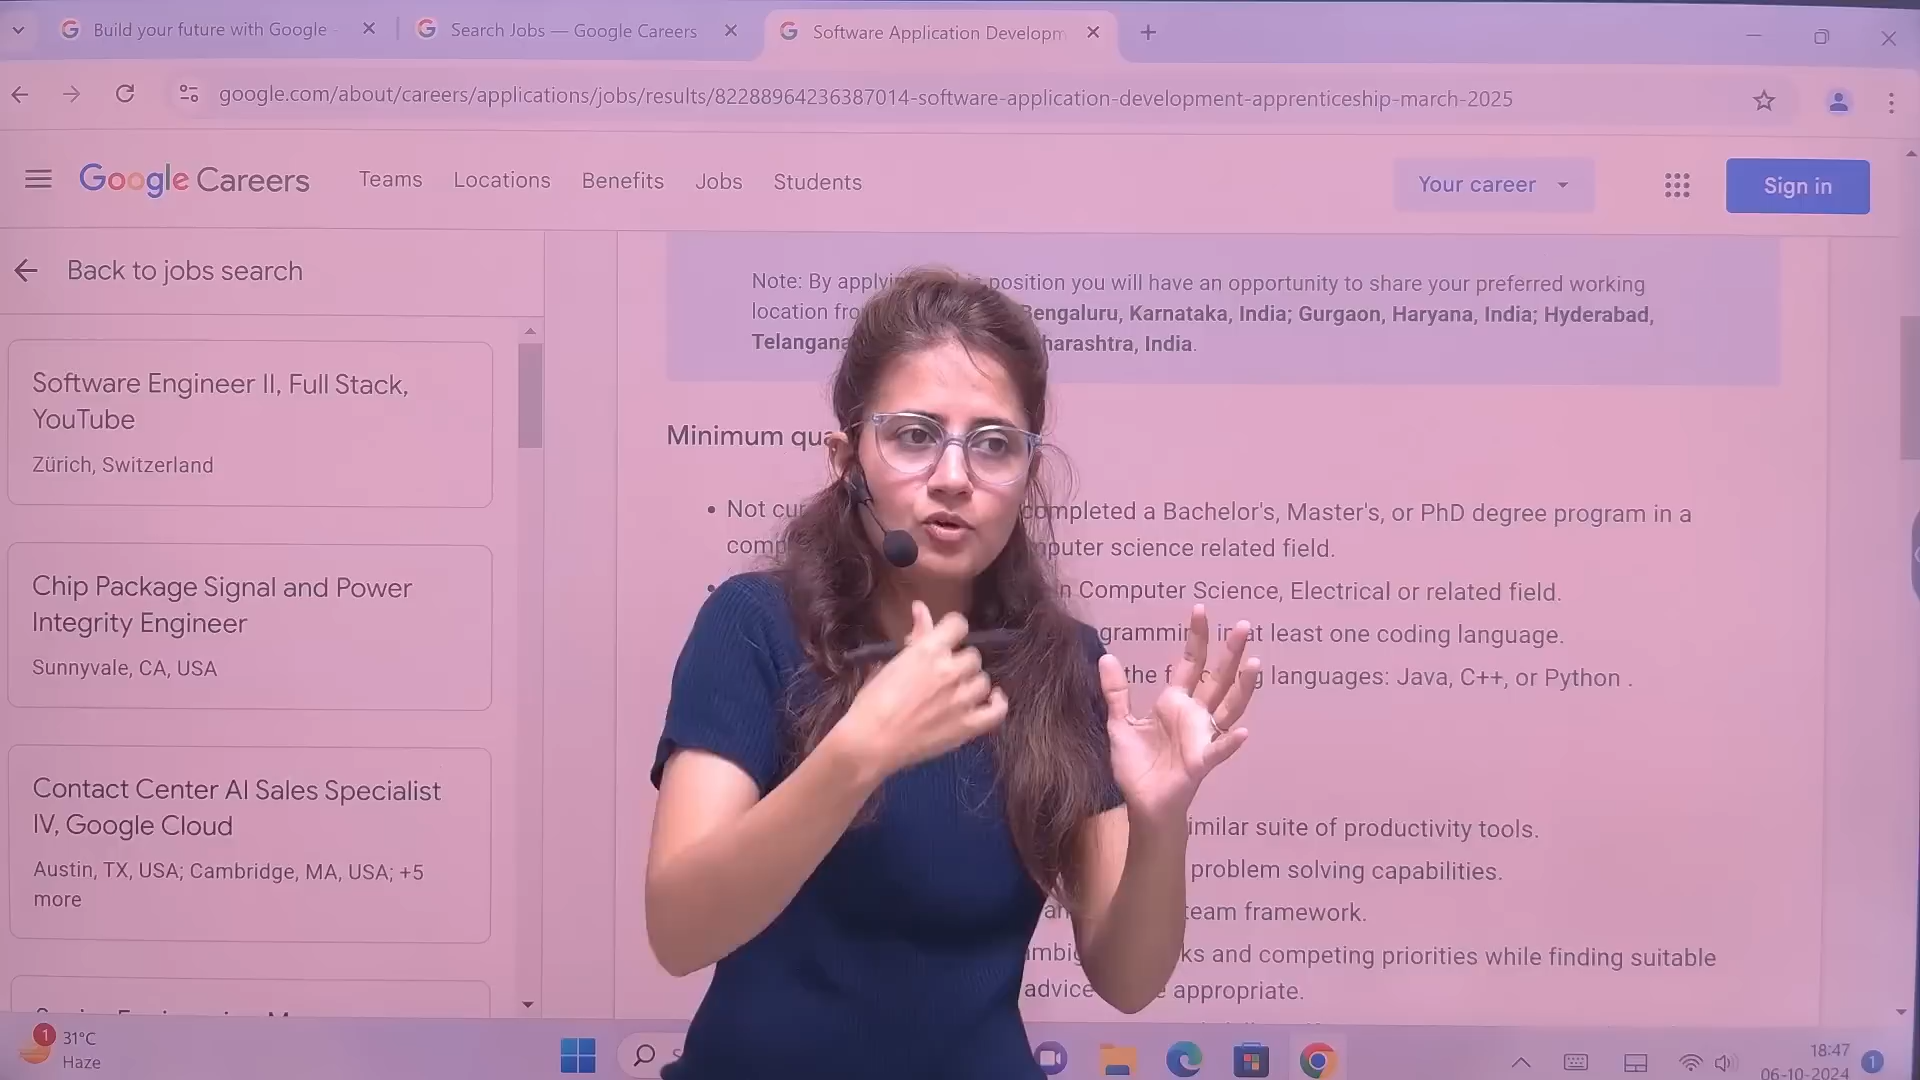 Build your future with Google
Search Jobs — Google Careers
Software Application Developm
google.com/about/careers/applications/jobs/results/82288964236387014-software-application-development-apprenticeship-march-2025
Google Careers
Teams
Locations
Benefits
Jobs
Students
Your career
Sign in
Back to jobs search
Software Engineer II, Full Stack,
YouTube
Zürich, Switzerland
Chip Package Signal and Power
Integrity Engineer
Sunnyvale, CA, USA
Contact Center AI Sales Specialist
IV, Google Cloud
Austin, TX, USA; Cambridge, MA, USA; +5
more
Note: By applyi position you will have an opportunity to share your preferred working
location fro Bengaluru, Karnataka, India; Gurgaon, Haryana, India; Hyderabad,
Telangana harashtra, India.
Minimum qua
• Not cur completed a Bachelor's, Master's, or PhD degree program in a
comp puter science related field.
n Computer Science, Electrical or related field.
grammin in at least one coding language.
the f g languages: Java, C++, or Python .
imilar suite of productivity tools.
problem solving capabilities.
an team framework.
mbig ks and competing priorities while finding suitable
advice appropriate.
1
31°C
Haze
18:47
06-10-2024
1